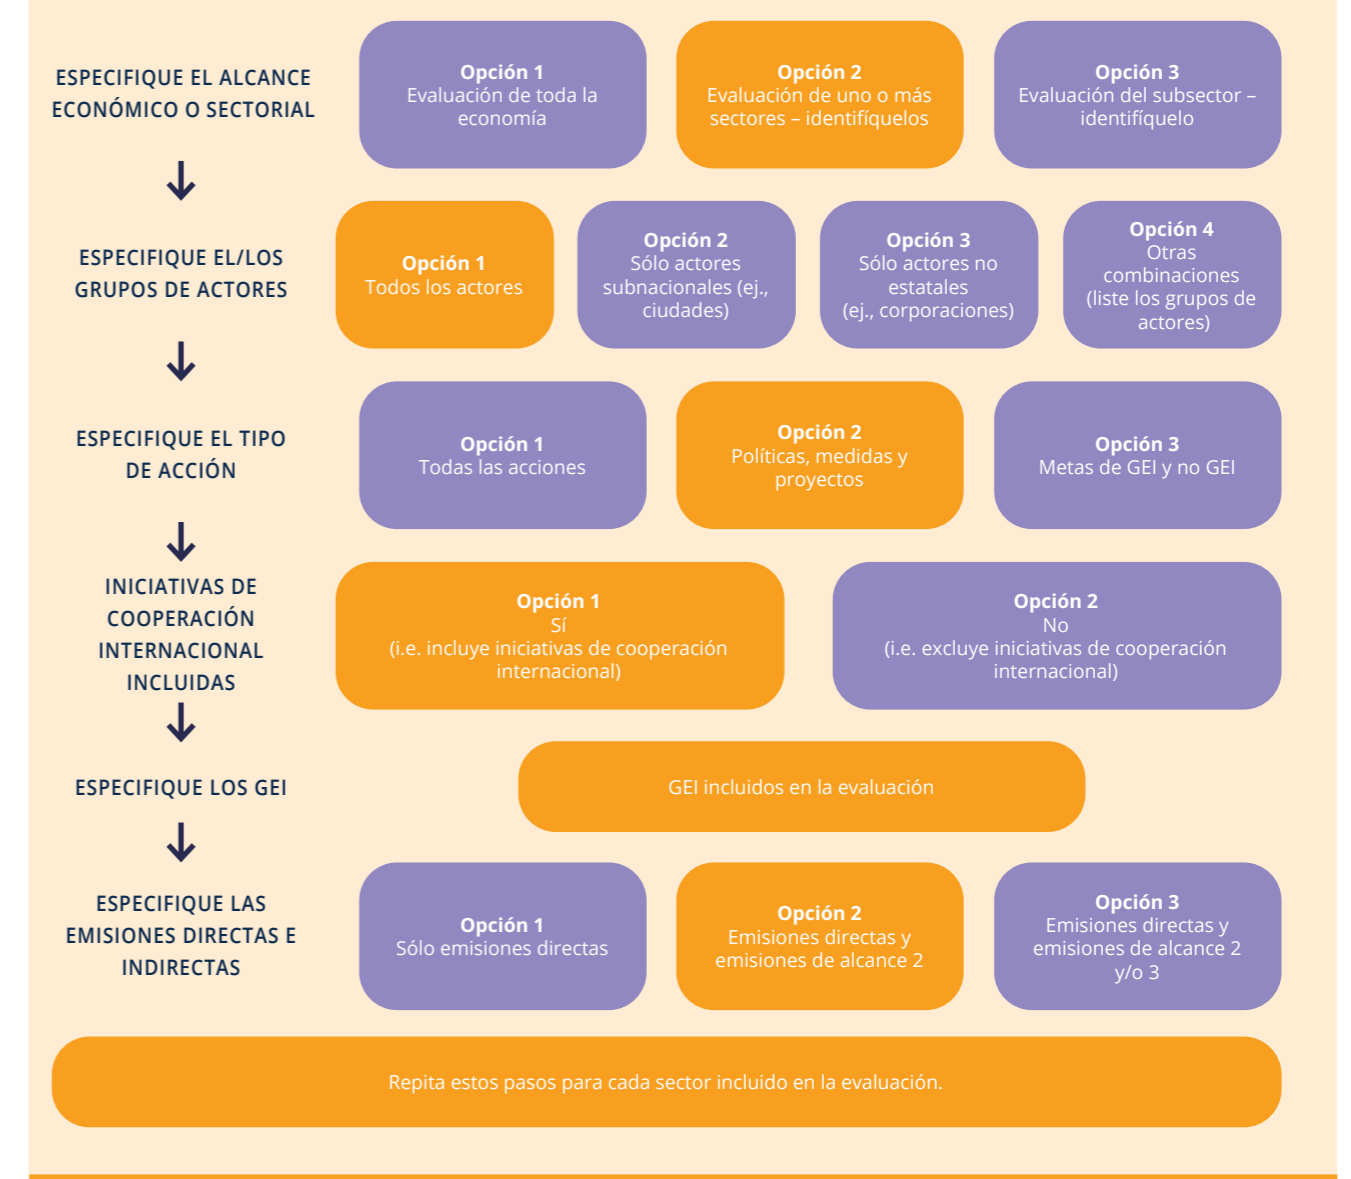 ESPECIFIQUE EL ALCANCE
ECONÓMICO O SECTORIAL
Opción 1
Evaluación de toda la
economía
Opción 2
Evaluación de uno o más
sectores – identifíquelos
Opción 3
Evaluación del subsector –
identifíquelo
ESPECIFIQUE EL/LOS
GRUPOS DE ACTORES
Opción 1
Todos los actores
Opción 2
Sólo actores
subnacionales (ej.,
ciudades)
Opción 3
Sólo actores no
estatales
(ej., corporaciones)
Opción 4
Otras
combinaciones
(liste los grupos de
actores)
ESPECIFIQUE EL TIPO
DE ACCIÓN
Opción 1
Todas las acciones
Opción 2
Políticas, medidas y
proyectos
Opción 3
Metas de GEI y no GEI
INICIATIVAS DE
COOPERACIÓN
INTERNACIONAL
INCLUIDAS
Opción 1
Sí
(i.e. incluye iniciativas de cooperación
internacional)
Opción 2
No
(i.e. excluye iniciativas de cooperación
internacional)
ESPECIFIQUE LOS GEI
GEI incluidos en la evaluación
ESPECIFIQUE LAS
EMISIONES DIRECTAS E
INDIRECTAS
Opción 1
Sólo emisiones directas
Opción 2
Emisiones directas y
emisiones de alcance 2
Opción 3
Emisiones directas y
emisiones de alcance 2
y/o 3
Repita estos pasos para cada sector incluido en la evaluación.